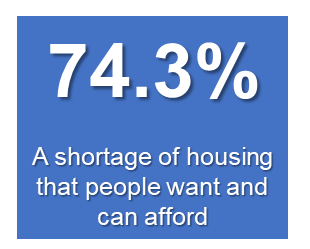 74.3%
A shortage of housing
that people want and
can afford